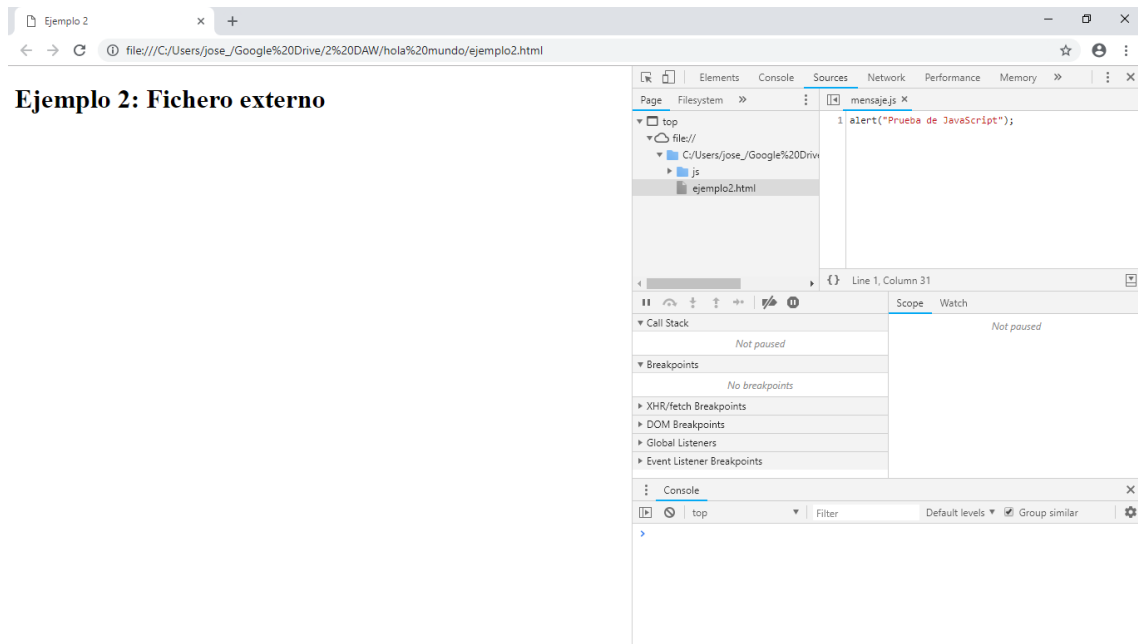 Ejemplo 2
file:///C:/Users/jose_/Google%20Drive/2%20DAW/hola%20mundo/ejemplo2.html
Ejemplo 2: Fichero externo
Elements Console Sources Network Performance Memory »
Page Filesystem »
mensaje.js
top
file://
C:/Users/jose_/Google%20Drive
js
ejemplo2.html
1 alert("Prueba de JavaScript");
{} Line 1, Column 31
Scope Watch
Call Stack
Not paused
Not paused
Breakpoints
No breakpoints
XHR/fetch Breakpoints
DOM Breakpoints
Global Listeners
Event Listener Breakpoints
Console
top Filter Default levels Group similar